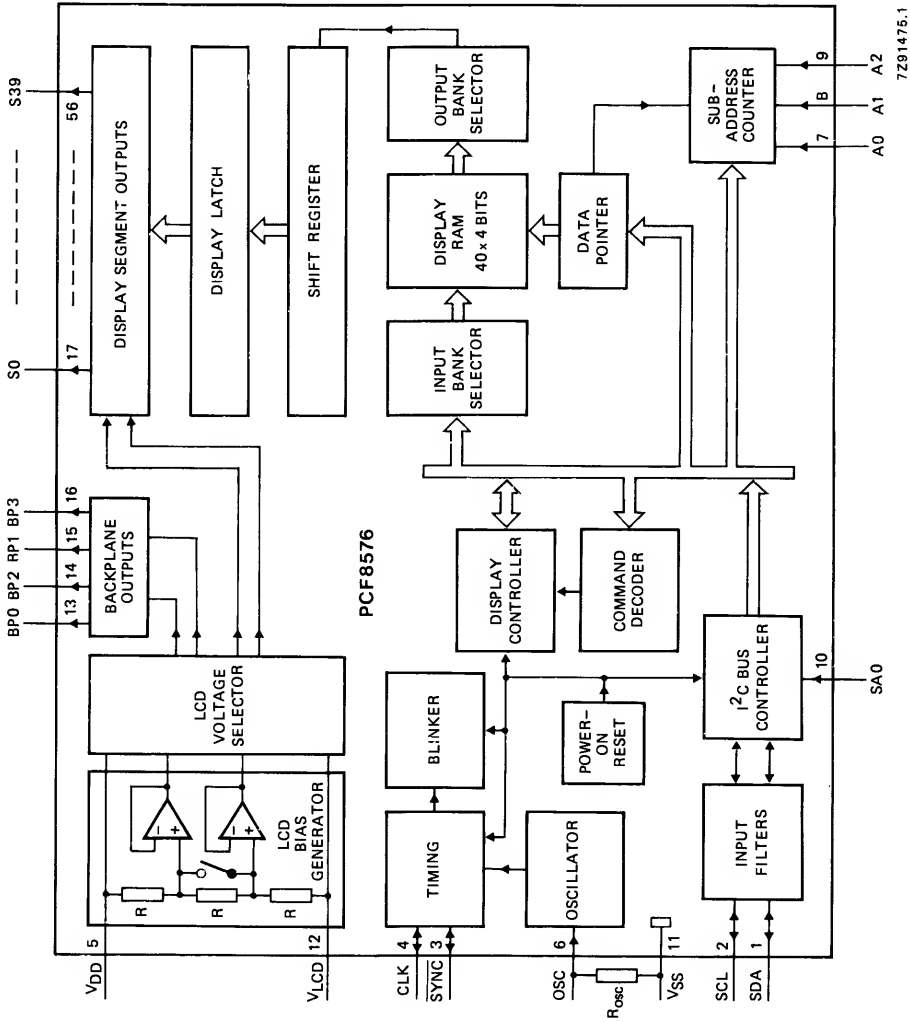 BP0 BP2 RP1 BP3 S0 S39
13 14 15 16 17 56
VDD 5
R
R
R
− +
− +
LCD BIAS GENERATOR
LCD VOLTAGE SELECTOR
BACKPLANE OUTPUTS
DISPLAY SEGMENT OUTPUTS
DISPLAY LATCH
SHIFT REGISTER
VLCD 12
PCF8576
CLK 4
SYNC 3
TIMING
BLINKER
DISPLAY CONTROLLER
INPUT BANK SELECTOR
DISPLAY RAM 40 x 4 BITS
OUTPUT BANK SELECTOR
OSC 6
OSCILLATOR
POWER-ON RESET
COMMAND DECODER
DATA POINTER
ROSC
VSS 11
SCL 2
SDA 1
INPUT FILTERS
I2C BUS CONTROLLER
SUB-ADDRESS COUNTER
10 7 B 9
SA0 A0 A1 A2
7Z91475.1